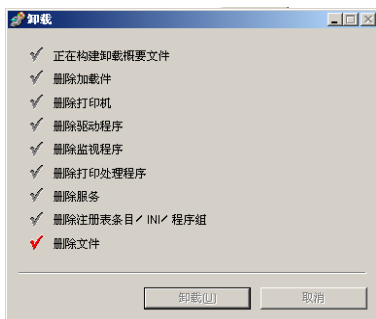 卸载
正在构建卸载概要文件
删除加载件
删除打印机
删除驱动程序
删除监视程序
删除打印处理程序
删除服务
删除注册表条目/ INI/ 程序组
删除文件
卸载(U)
取消